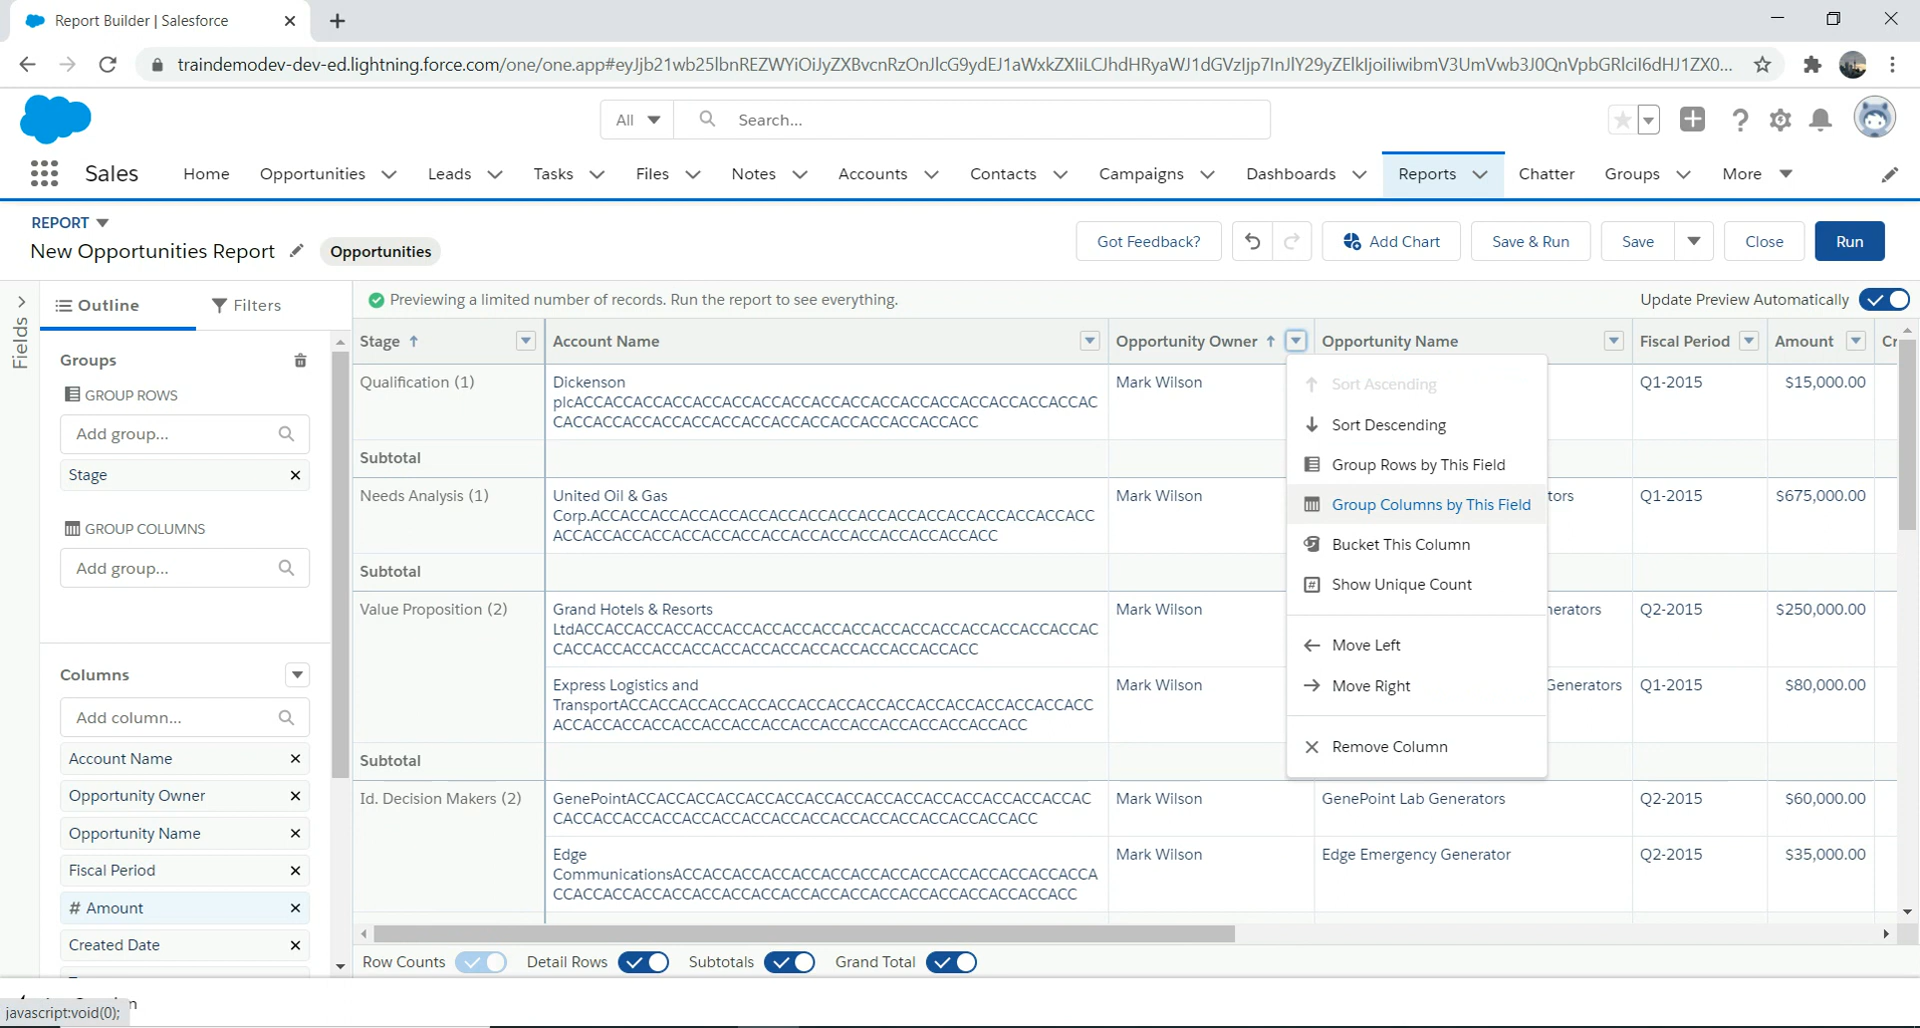 Report Builder | Salesforce
traindemodev-dev-ed.lightning.force.com/one/one.app#eyJjb21wb25lbnREZWYiOiJyZXBvcnRzOnJlcG9ydEJ1aWxkZXIiLCJhdHRyaWJ1dGVzIjp7InJlY29yZElkIjoiIiwibmV3UmVwb3J0QnVpbGRlciI6dHJ1ZX0...
All
Search...
Sales
Home
Opportunities
Leads
Tasks
Files
Notes
Accounts
Contacts
Campaigns
Dashboards
Reports
Chatter
Groups
More
REPORT
New Opportunities Report
Opportunities
Got Feedback?
Add Chart
Save & Run
Save
Close
Run
Fields
Outline
Filters
Previewing a limited number of records. Run the report to see everything.
Update Preview Automatically
Groups
GROUP ROWS
Add group...
Stage
GROUP COLUMNS
Add group...
Columns
Add column...
Account Name
Opportunity Owner
Opportunity Name
Fiscal Period
# Amount
Created Date
Stage
Account Name
Opportunity Owner
Opportunity Name
Fiscal Period
Amount
Cr
Qualification (1)
Dickenson
plcACCACCACCACCACCACCACCACCACCACCACCACCACCACCACCACCACCAC
CACCACCACCACCACCACCACCACCACCACCACCACCACCACC
Mark Wilson
Q1-2015
$15,000.00
Subtotal
Needs Analysis (1)
United Oil & Gas
Corp.ACCACCACCACCACCACCACCACCACCACCACCACCACCACCACCACCACC
ACCACCACCACCACCACCACCACCACCACCACCACCACCACCACC
Mark Wilson
tors
Q1-2015
$675,000.00
Subtotal
Value Proposition (2)
Grand Hotels & Resorts
LtdACCACCACCACCACCACCACCACCACCACCACCACCACCACCACCACCACCAC
CACCACCACCACCACCACCACCACCACCACCACCACCACCACC
Mark Wilson
nerators
Q2-2015
$250,000.00
Express Logistics and
TransportACCACCACCACCACCACCACCACCACCACCACCACCACCACCACCACC
ACCACCACCACCACCACCACCACCACCACCACCACCACCACCACCACC
Mark Wilson
Generators
Q1-2015
$80,000.00
Subtotal
Id. Decision Makers (2)
GenePointACCACCACCACCACCACCACCACCACCACCACCACCACCACCACCAC
CACCACCACCACCACCACCACCACCACCACCACCACCACCACCACCACC
Mark Wilson
GenePoint Lab Generators
Q2-2015
$60,000.00
Edge
CommunicationsACCACCACCACCACCACCACCACCACCACCACCACCACCACCA
CCACCACCACCACCACCACCACCACCACCACCACCACCACCACCACCACCACC
Mark Wilson
Edge Emergency Generator
Q2-2015
$35,000.00
Sort Ascending
Sort Descending
Group Rows by This Field
Group Columns by This Field
Bucket This Column
Show Unique Count
Move Left
Move Right
Remove Column
Row Counts
Detail Rows
Subtotals
Grand Total
javascript:void(0);